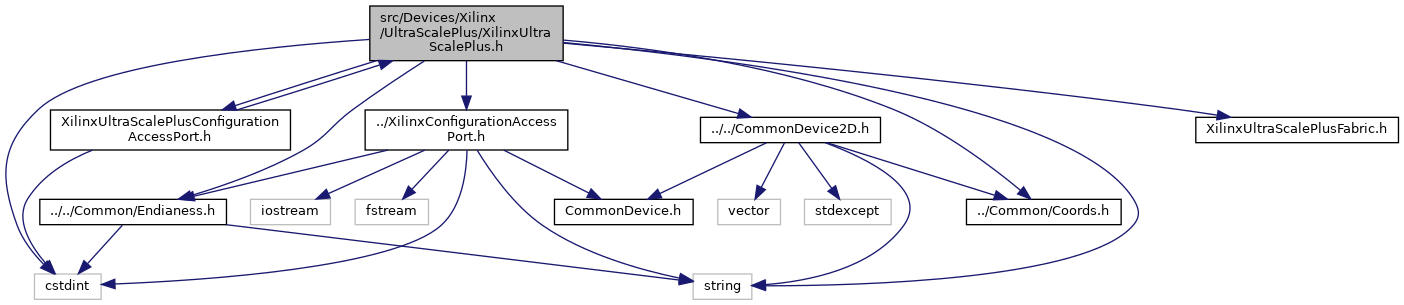 src/Devices/Xilinx
/UltraScalePlus/XilinxUltra
ScalePlus.h
XilinxUltraScalePlusConfiguration
AccessPort.h
../XilinxConfigurationAccess
Port.h
../../CommonDevice2D.h
XilinxUltraScalePlusFabric.h
../../Common/Endianess.h
iostream
fstream
CommonDevice.h
vector
stdexcept
../Common/Coords.h
cstdint
string